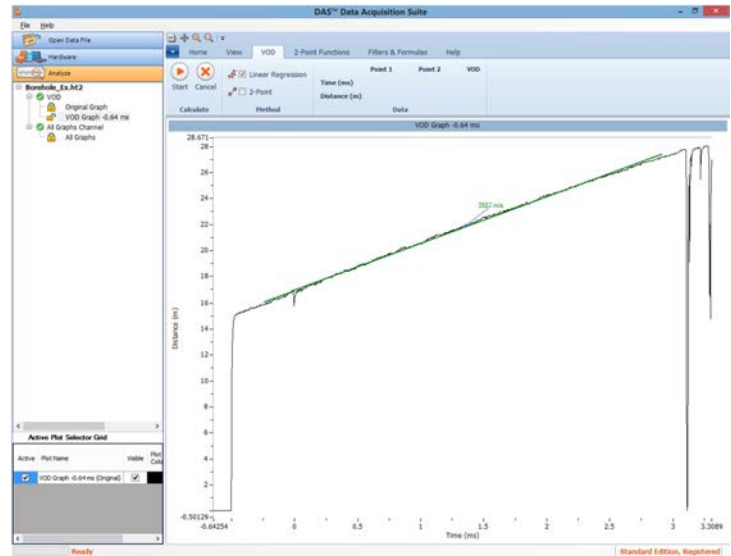 DAS™ Data Acquisition Suite
File Help
Open Data File
Hardware
Analyze
Borehole_Ex.ht2
VOD
Original Graph
VOD Graph -0.64 ms
All Graphs Channel
All Graphs
Home View VOD 2-Point Functions Filters & Formulas Help
Start Cancel
Calculate
Linear Regression
2-Point
Method
Point 1 Point 2 VOD
Time (ms)
Distance (m)
Data
VOD Graph -0.64 ms
28.671
28
26
24
22
20
18
16
14
12
10
8
6
4
2
-0.50129
Distance (m)
m/s
-0.64254 0 0.5 1 1.5 2 2.5 3 3.3089
Time (ms)
Active Plot Selector Grid
Active Plot Name Visible Plot
VOD Graph -0.64 ms (Original)
Ready
Standard Edition, Registered